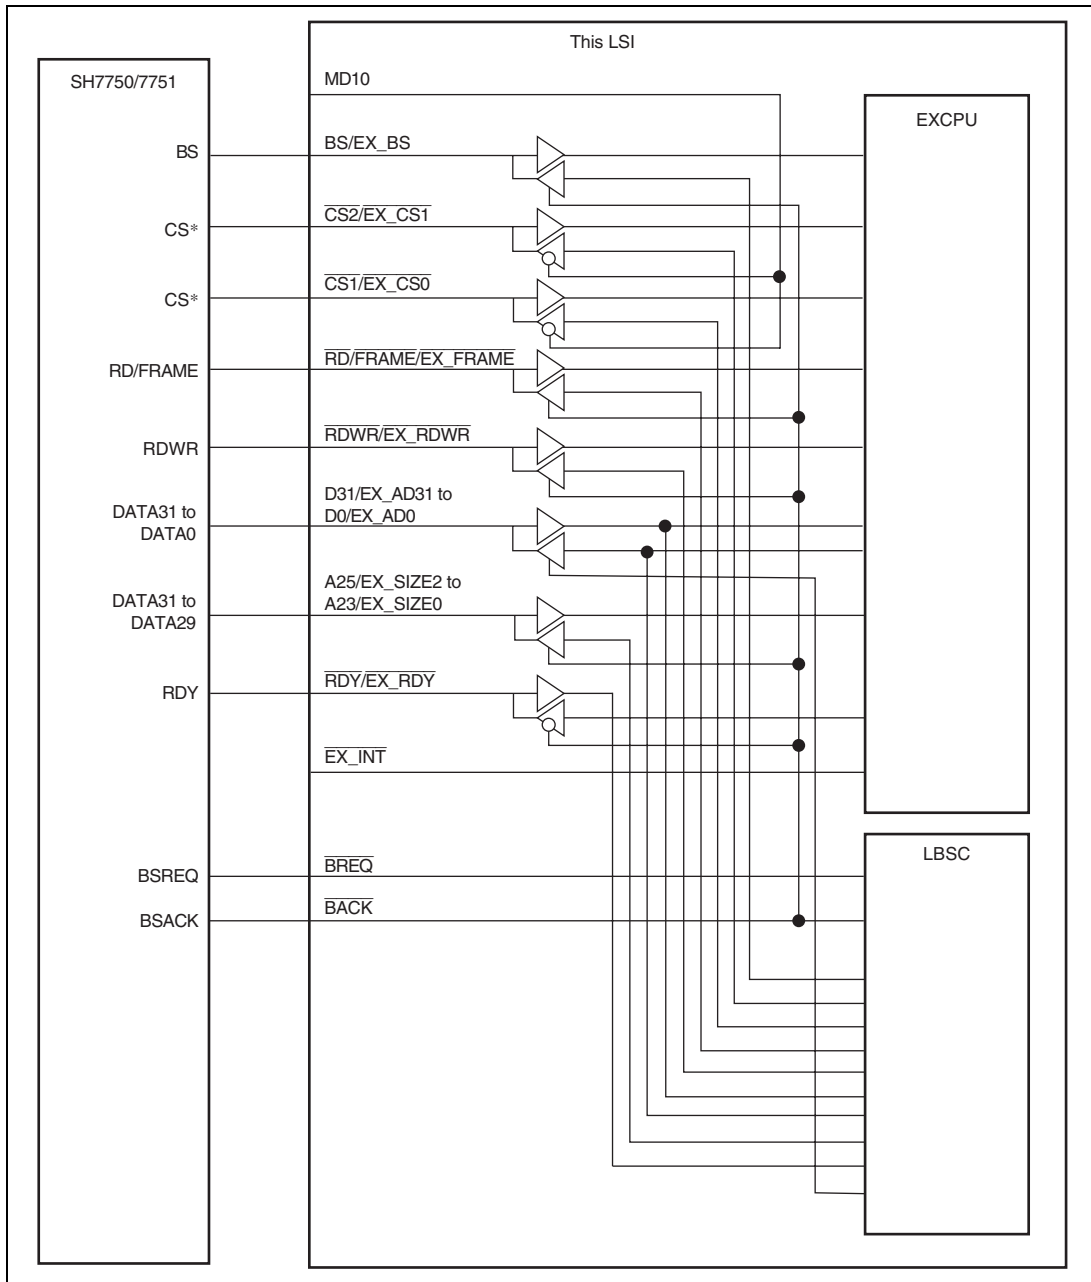 This LSI
SH7750/7751
MD10
EXCPU
BS
BS/EX_BS
CS*
CS2/EX_CS1
CS*
CS1/EX_CS0
RD/FRAME
RD/FRAME/EX_FRAME
RDWR
RDWR/EX_RDWR
DATA31 to
DATA0
D31/EX_AD31 to
D0/EX_AD0
DATA31 to
DATA29
A25/EX_SIZE2 to
A23/EX_SIZE0
RDY
RDY/EX_RDY
EX_INT
LBSC
BSREQ
BREQ
BSACK
BACK